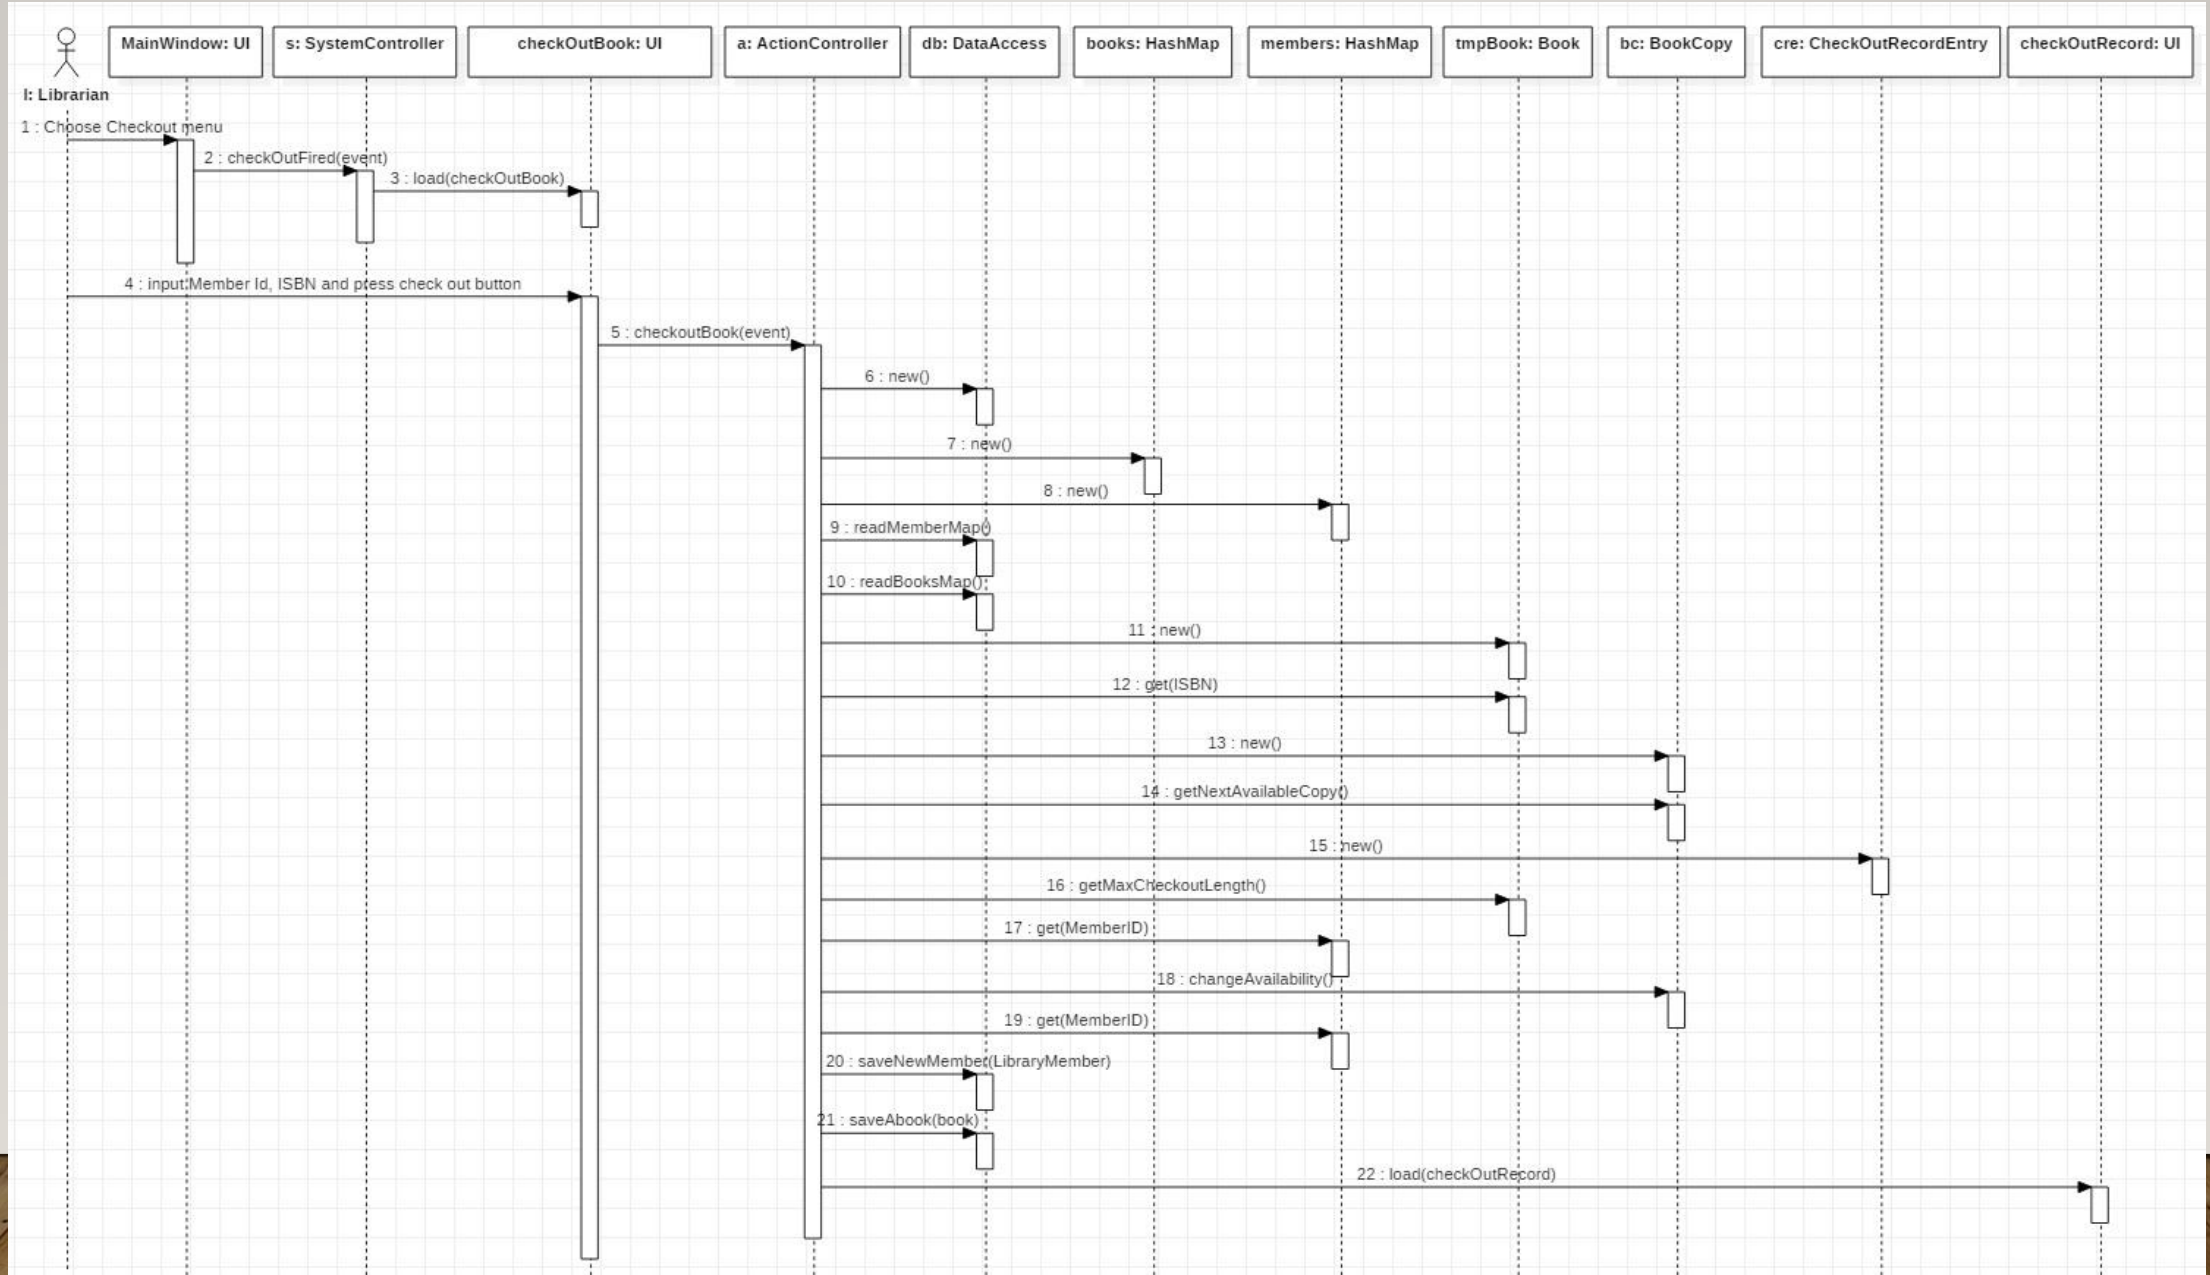 MainWindow: UI
s: SystemController
checkOutBook: UI
a: ActionController
db: DataAccess
books: HashMap
members: HashMap
tmpBook: Book
bc: BookCopy
cre: CheckOutRecordEntry
checkOutRecord: UI
l: Librarian
1 : Choose Checkout menu
2 : checkOutFired(event)
3 : load(checkOutBook)
4 : input Member Id, ISBN and press check out button
5 : checkoutBook(event)
6 : new()
7 : new()
8 : new()
9 : readMemberMap()
10 : readBooksMap();
11 : new()
12 : get(ISBN)
13 : new()
14 : getNextAvailableCopy()
15 : new()
16 : getMaxCheckoutLength()
17 : get(MemberID)
18 : changeAvailability()
19 : get(MemberID)
20 : saveNewMember(LibraryMember)
21 : saveAbook(book)
22 : load(checkOutRecord)